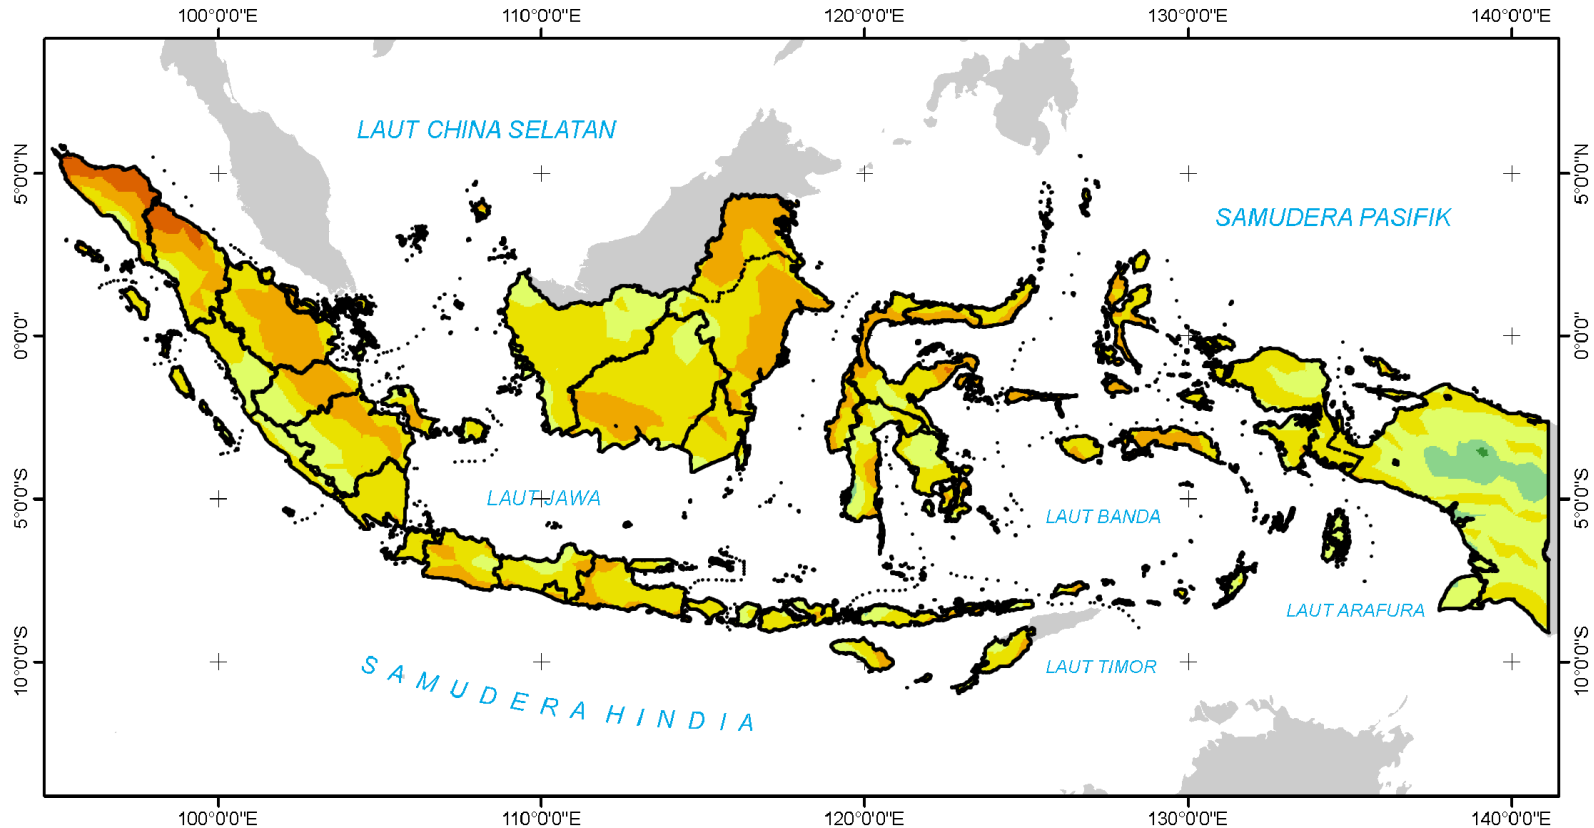 100°0'0"E 110°0'0"E 120°0'0"E 130°0'0"E 140°0'0"E
LAUT CHINA SELATAN
5°0'0"N 5°0'0"N
SAMUDERA PASIFIK
0°0'0" 0°0'0"
5°0'0"S LAUT JAWA 5°0'0"S
LAUT BANDA
LAUT ARAFURA
10°0'0"S LAUT TIMOR 10°0'0"S
SAMUDERA HINDIA
100°0'0"E 110°0'0"E 120°0'0"E 130°0'0"E 140°0'0"E